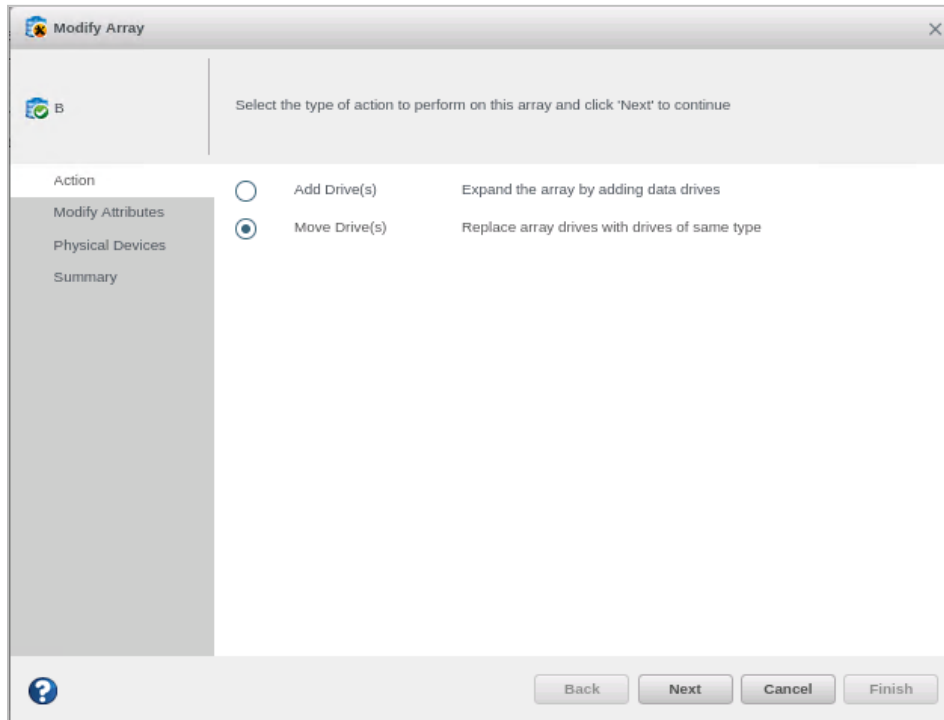 Modify Array
B
Select the type of action to perform on this array and click 'Next' to continue
Action
Modify Attributes
Physical Devices
Summary
Add Drive(s) Expand the array by adding data drives
Move Drive(s) Replace array drives with drives of same type
? Back Next Cancel Finish